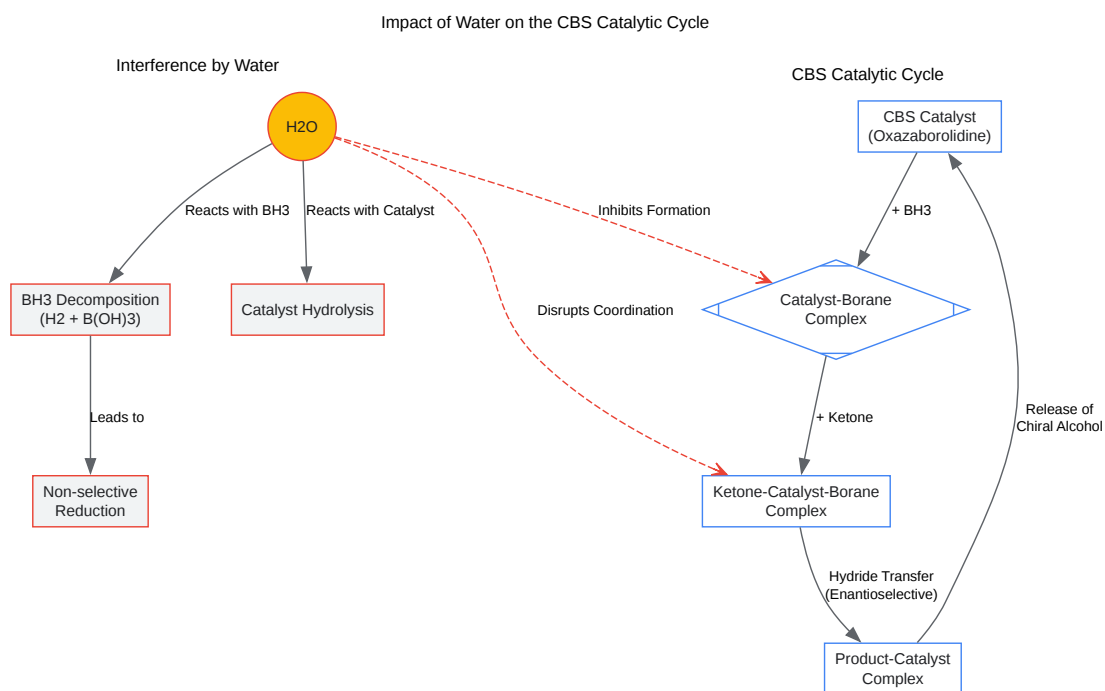 Impact of Water on the CBS Catalytic Cycle
Interference by Water
CBS Catalytic Cycle
H2O
CBS Catalyst
(Oxazaborolidine)
Reacts with BH3
Reacts with Catalyst
Inhibits Formation
+ BH3
BH3 Decomposition
(H2 + B(OH)3)
Catalyst Hydrolysis
Disrupts Coordination
Catalyst-Borane
Complex
Leads to
+ Ketone
Release of
Chiral Alcohol
Non-selective
Reduction
Ketone-Catalyst-Borane
Complex
Hydride Transfer
(Enantioselective)
Product-Catalyst
Complex